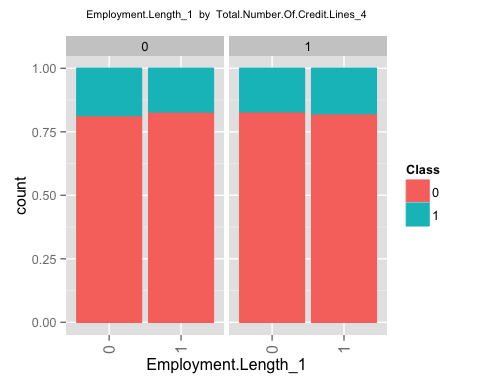 Employment.Length_1 by Total.Number.Of.Credit.Lines_4
0 1
1.00
0.75
0.50
0.25
0.00
count
0 1 0 1
Employment.Length_1
Class
0
1